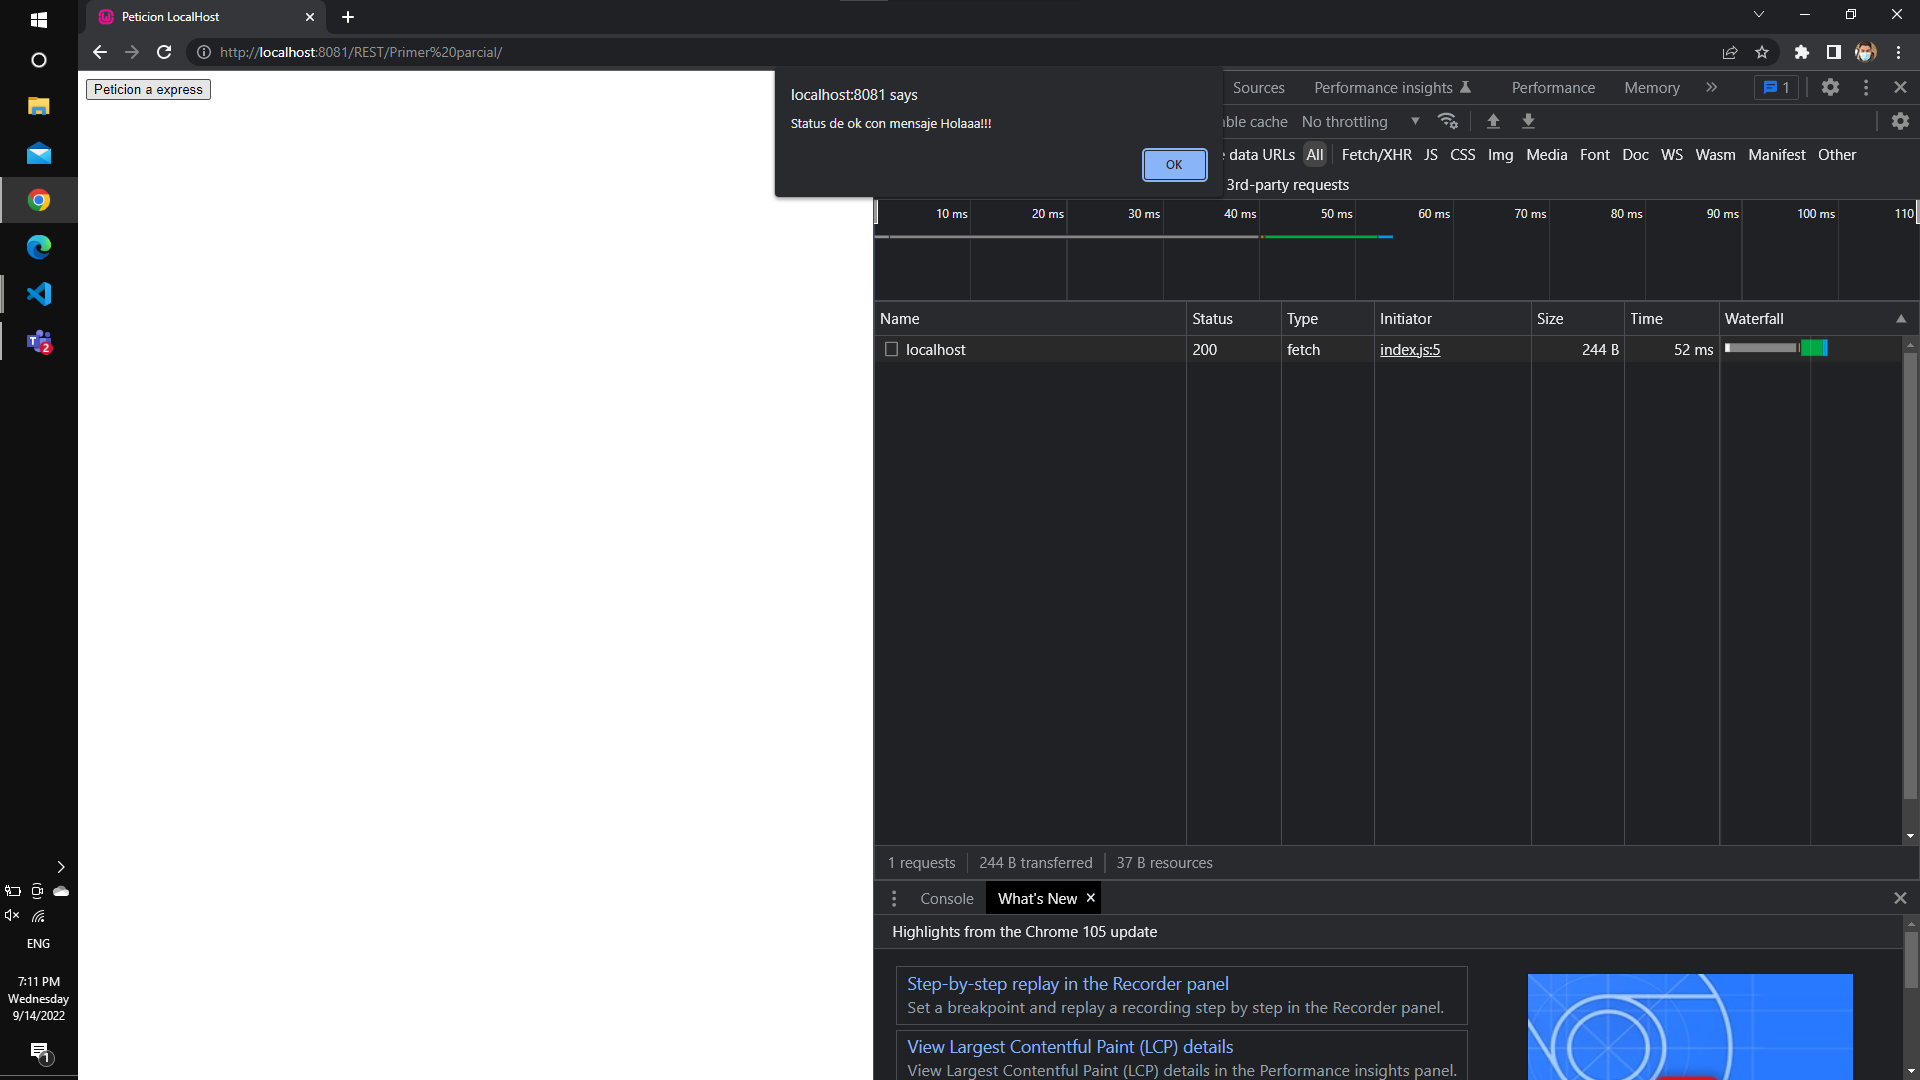 Peticion LocalHost
http://localhost:8081/REST/Primer%20parcial/
Peticion a express
localhost:8081 says
Status de ok con mensaje Holaaa!!!
OK
Sources
Performance insights
Performance
Memory
1
ble cache
No throttling
data URLs
All
Fetch/XHR
JS
CSS
Img
Media
Font
Doc
WS
Wasm
Manifest
Other
3rd-party requests
10 ms
20 ms
30 ms
40 ms
50 ms
60 ms
70 ms
80 ms
90 ms
100 ms
110
Name
Status
Type
Initiator
Size
Time
Waterfall
localhost
200
fetch
index.js:5
244 B
52 ms
1 requests
244 B transferred
37 B resources
Console
What's New
Highlights from the Chrome 105 update
Step-by-step replay in the Recorder panel
Set a breakpoint and replay a recording step by step in the Recorder panel.
View Largest Contentful Paint (LCP) details
View Largest Contentful Paint (LCP) details in the Performance insights panel.
T
2
ENG
7:11 PM
Wednesday
9/14/2022
1